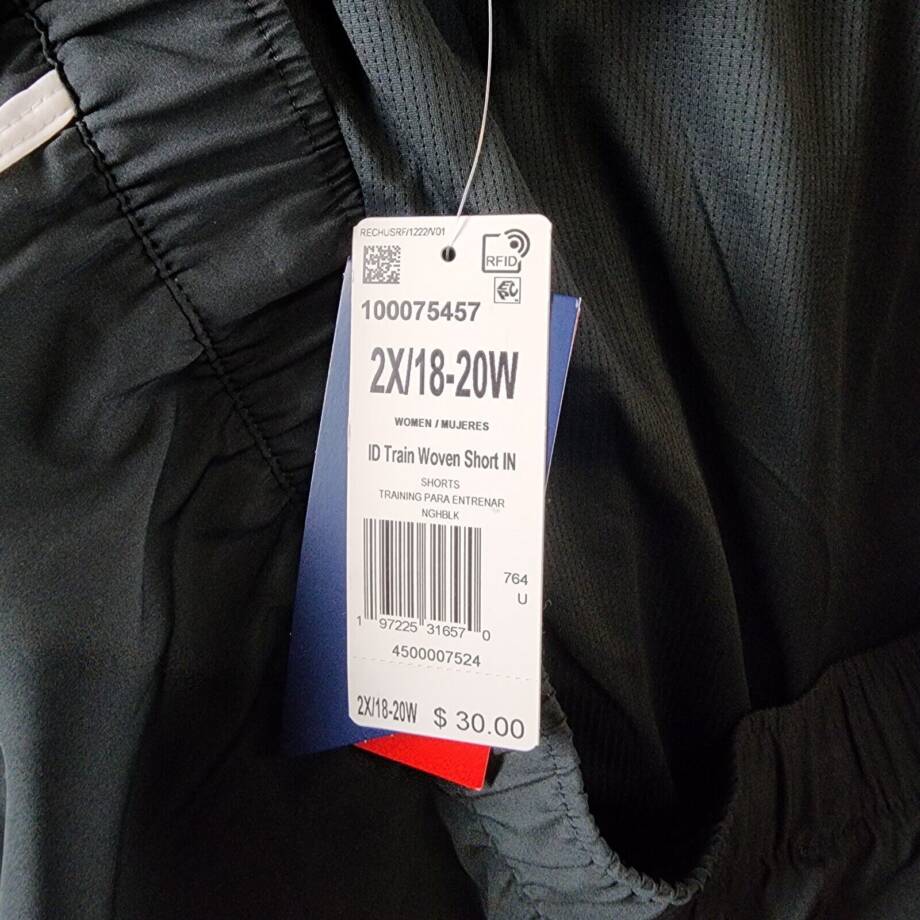 RECHUSRF/1222/V01
RFID
100075457
2X/18-20W
WOMEN / MUJERES
ID Train Woven Short IN
SHORTS
TRAINING PARA ENTRENAR
NGHBLK
764
U
1 97225 31657 0
4500007524
2X/18-20W $ 30.00